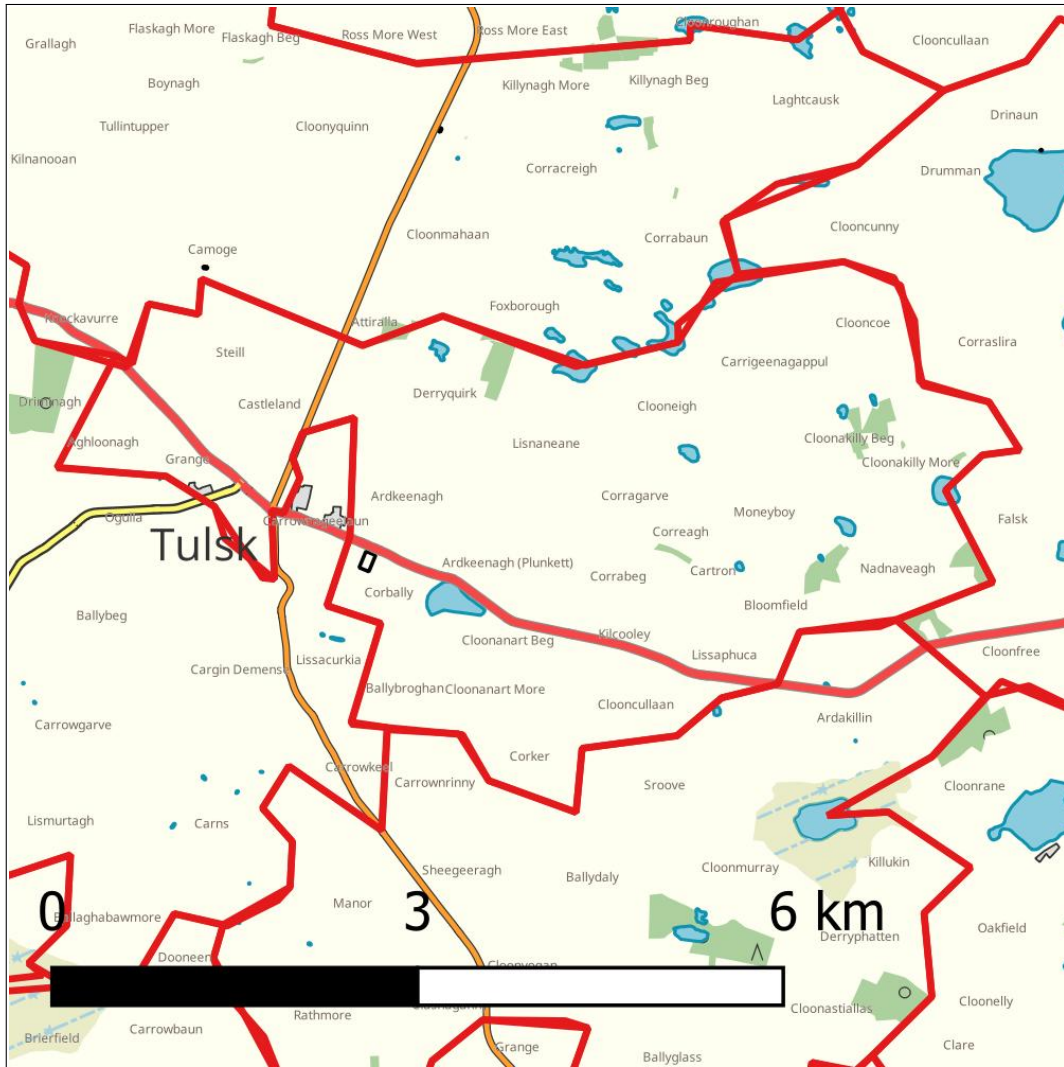 Flaskagh More
Grallagh
Flaskagh Beg
Ross More West
Ross More East
Clooncullaan
Boynagh
Killynagh More
Killynagh Beg
Laghtcausk
Drinaun
Tullintupper
Cloonyquinn
Kilnanooan
Corracreigh
Drumman
Camoge
Cloonmahaan
Corrabaun
Clooncunny
Foxborough
Attiralla
Clooncoe
Steill
Corraslira
Carrigeenagappul
Driminagh
Castleland
Derryquirk
Clooneigh
Aghloonagh
Lisnaneane
Cloonakilly Beg
Grange
Cloonakilly More
Ardkeenagh
Corragarve
Moneyboy
Ogulla
Falsk
Tulsk
Correagh
Ardkeenagh (Plunkett)
Corrabeg
Cartron
Nadnaveagh
Corbally
Bloomfield
Ballybeg
Cloonanart Beg
Kilcooley
Lissaphuca
Cloonfree
Cargin Demense
Lissacurkia
Ballybroghan
Cloonanart More
Clooncullaan
Ardakillin
Carrowgarve
Corker
Carrowkeel
Carrownrinny
Sroove
Cloonrane
Lismurtagh
Carns
Sheegeeragh
Ballydaly
Cloonmurray
Killukin
Manor
0
3
6 km
Derryphatten
Oakfield
Dooneen
Cloonyogan
Rathmore
Cloonastiallas
Cloonelly
Brierfield
Carrowbaun
Grange
Ballyglass
Clare